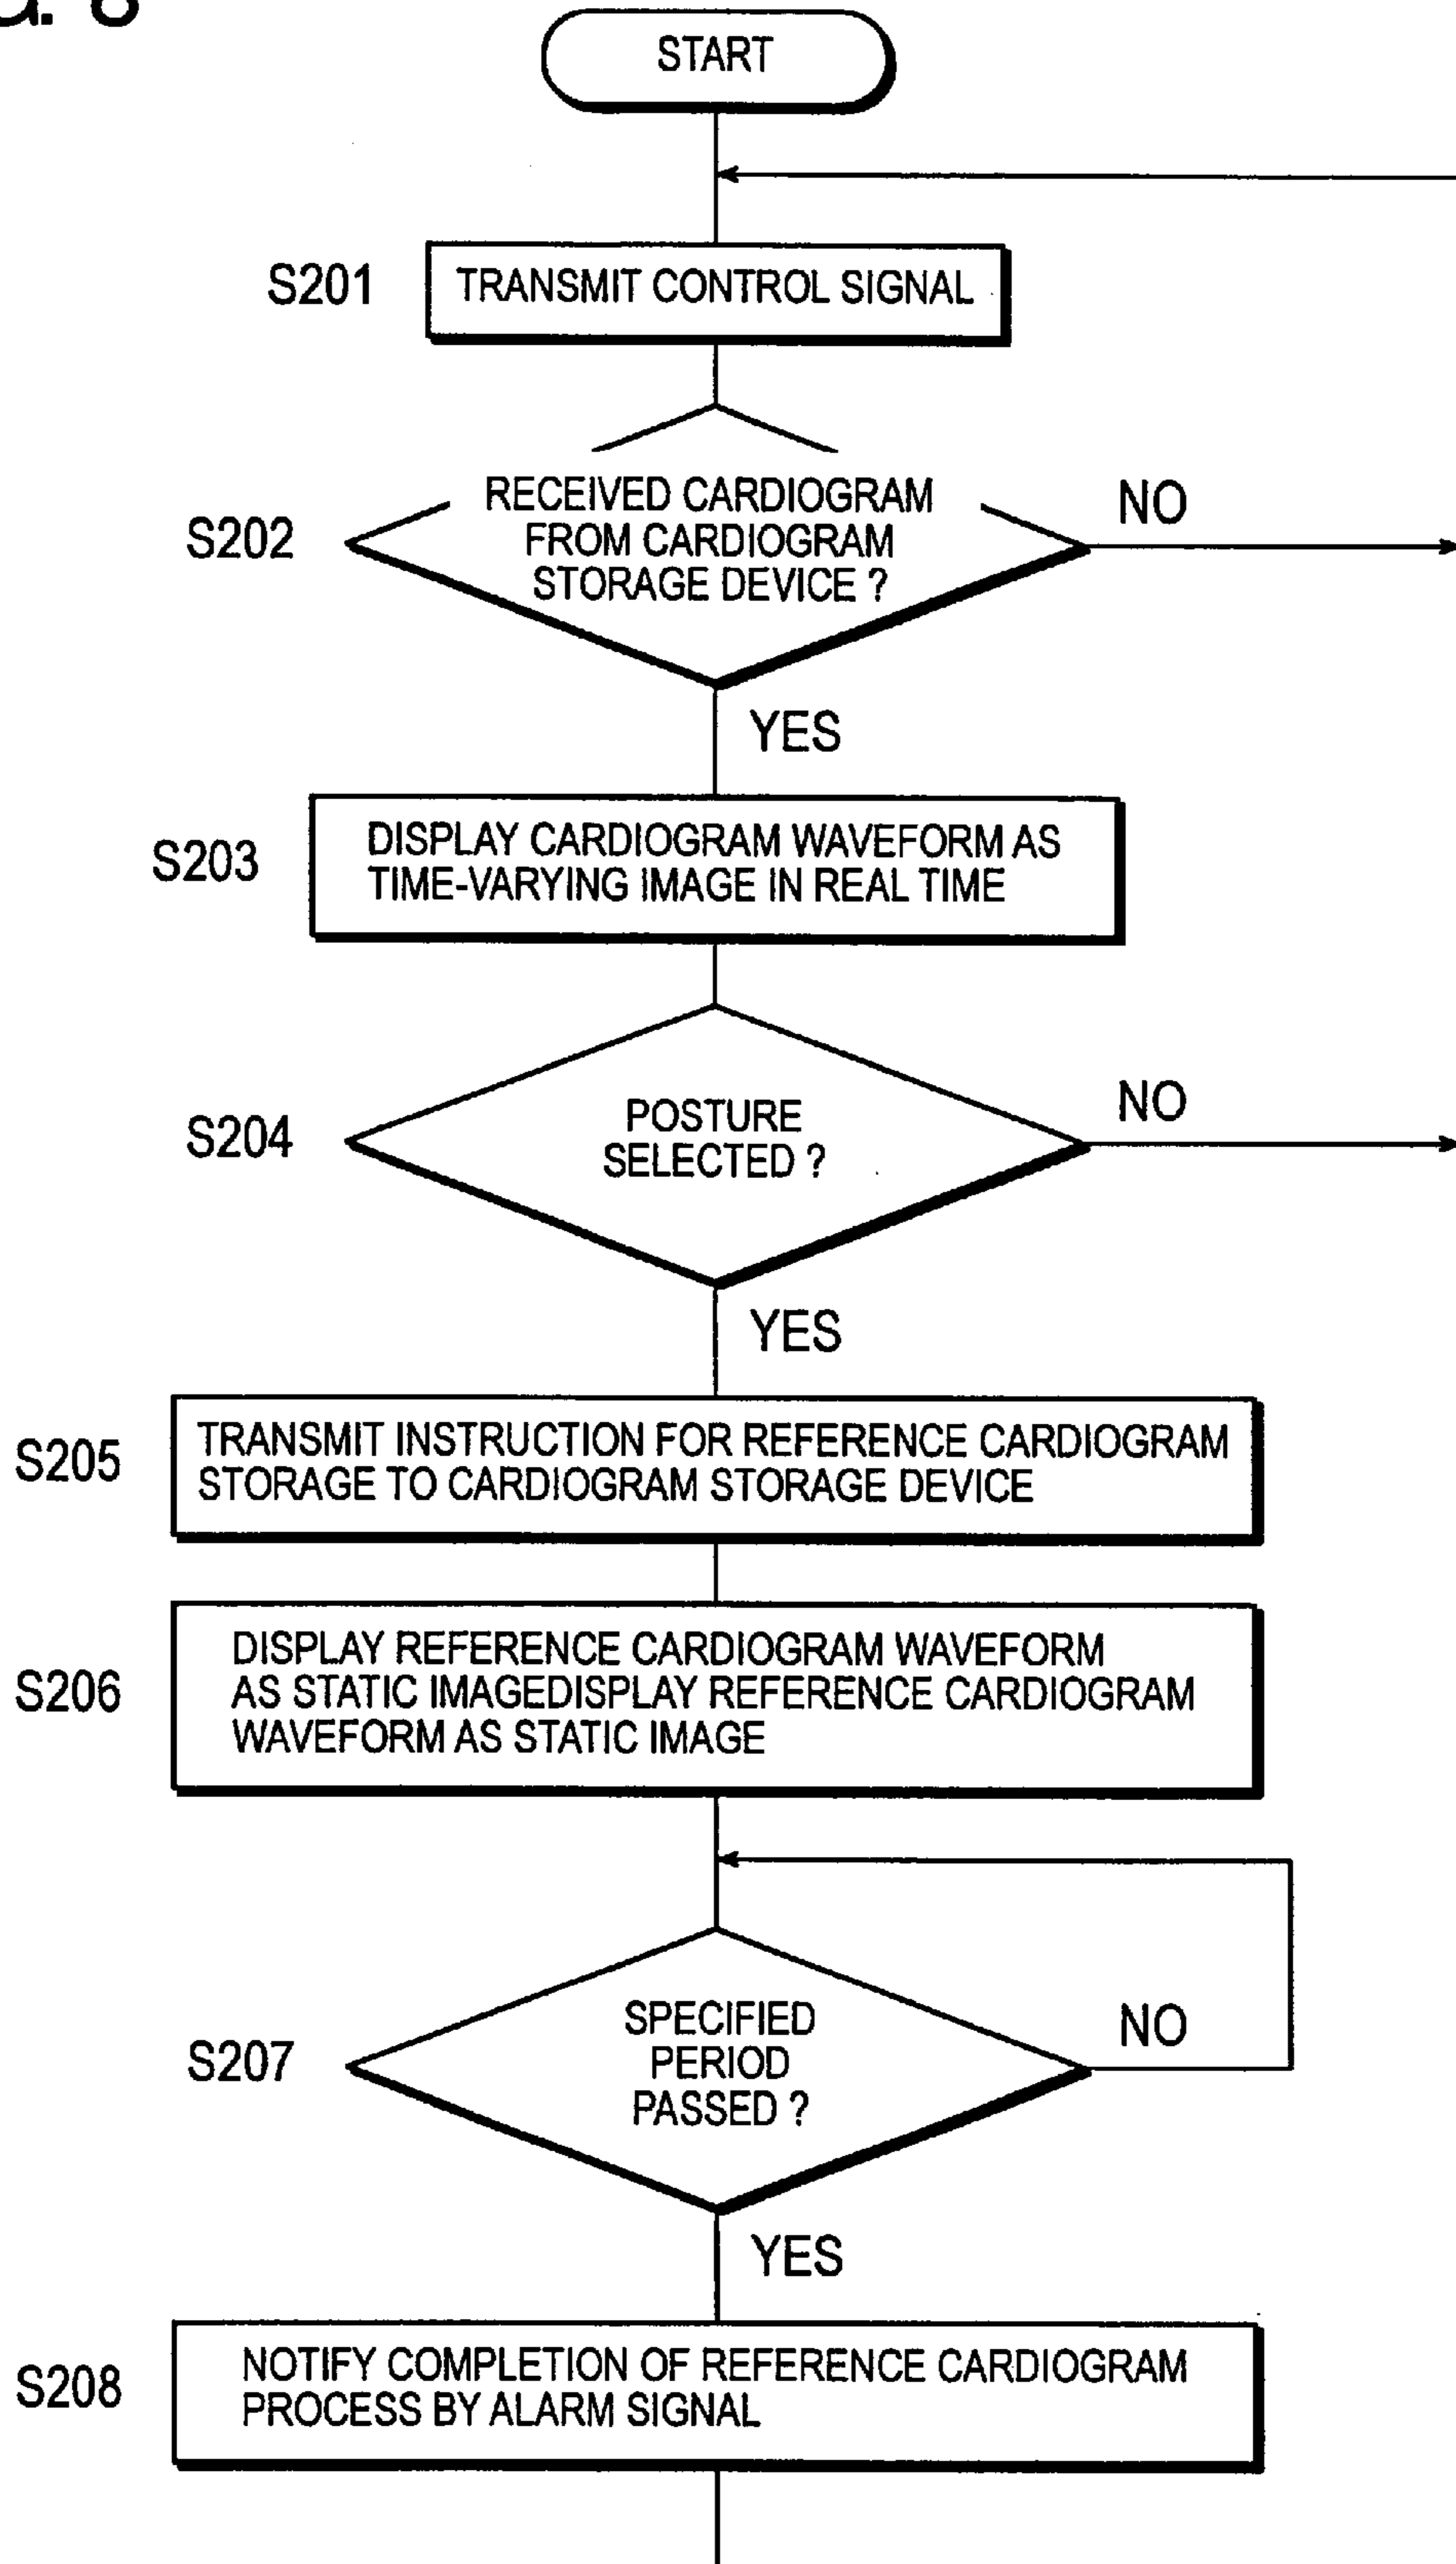 START
S201
TRANSMIT CONTROL SIGNAL
S202
RECEIVED CARDIOGRAM
FROM CARDIOGRAM
STORAGE DEVICE ?
NO
YES
S203
DISPLAY CARDIOGRAM WAVEFORM AS
TIME-VARYING IMAGE IN REAL TIME
S204
POSTURE
SELECTED ?
NO
YES
S205
TRANSMIT INSTRUCTION FOR REFERENCE CARDIOGRAM
STORAGE TO CARDIOGRAM STORAGE DEVICE
S206
DISPLAY REFERENCE CARDIOGRAM WAVEFORM
AS STATIC IMAGEDISPLAY REFERENCE CARDIOGRAM
WAVEFORM AS STATIC IMAGE
S207
SPECIFIED
PERIOD
PASSED ?
NO
YES
S208
NOTIFY COMPLETION OF REFERENCE CARDIOGRAM
PROCESS BY ALARM SIGNAL